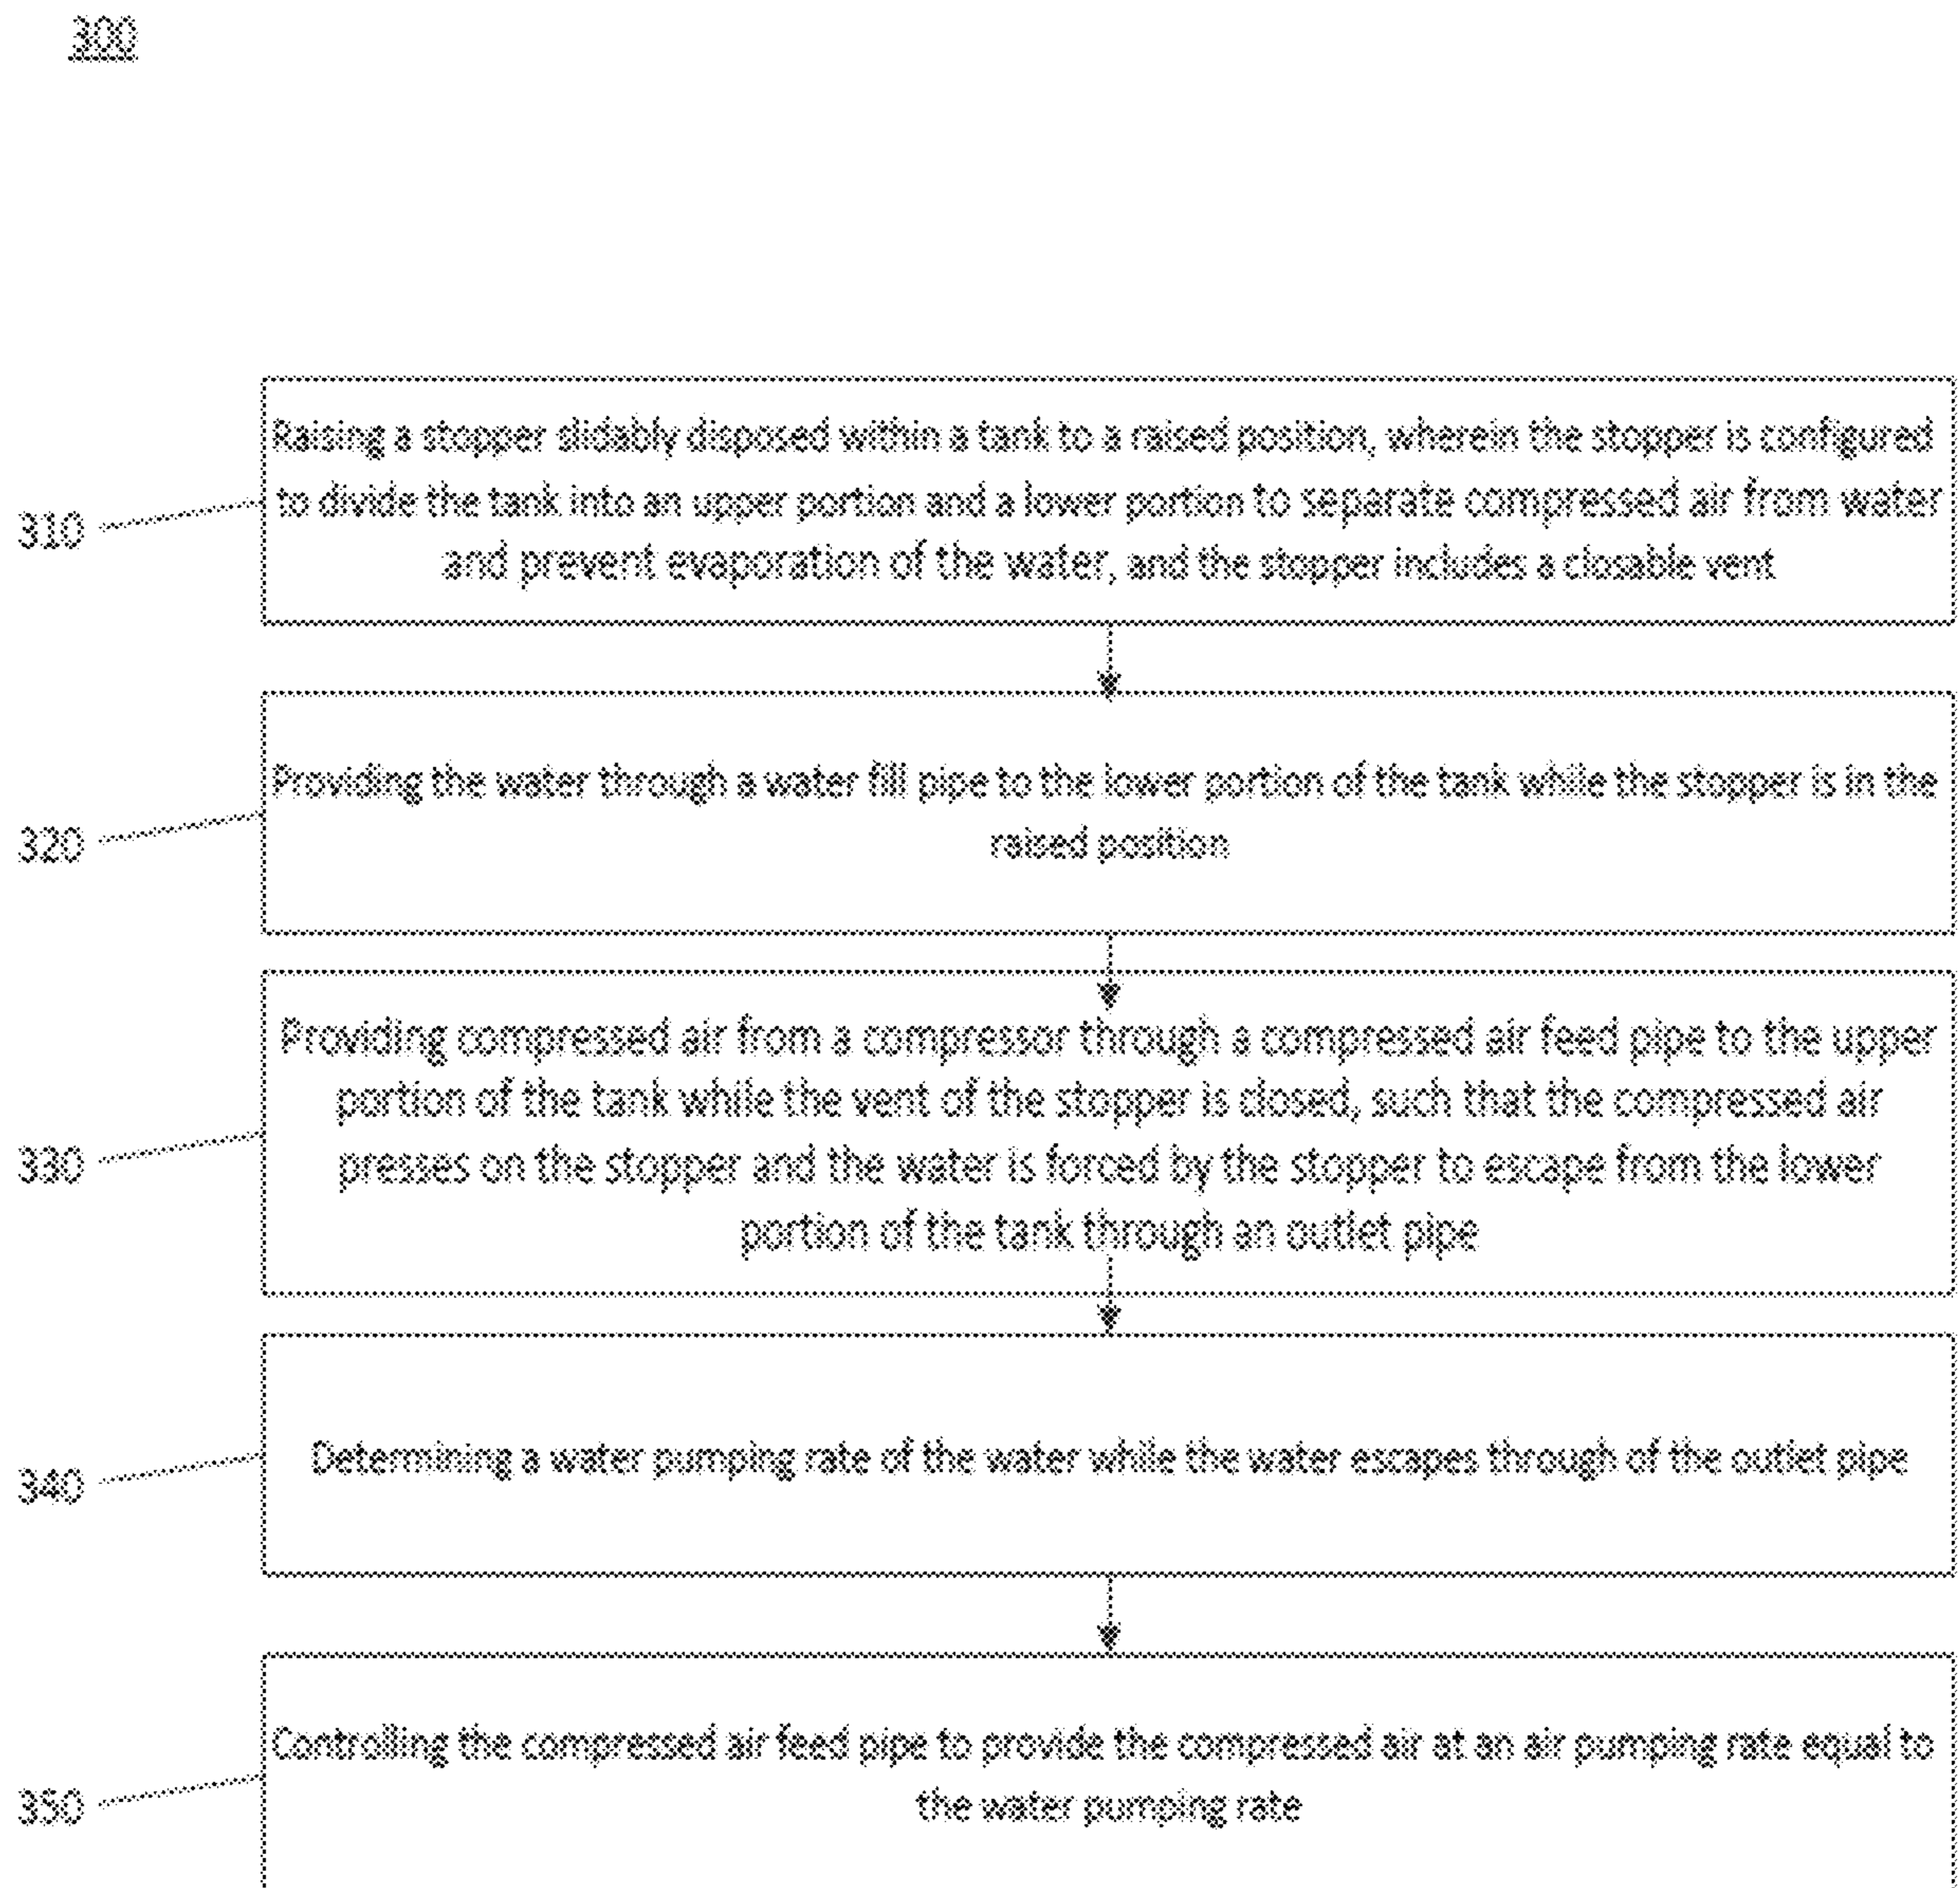 300
310
Raising a stopper slidably disposed within a tank to a raised position, wherein the stopper is configured
to divide the tank into an upper portion and a lower portion to separate compressed air from water
and prevent evaporation of the water, and the stopper includes a closable vent
320
Providing the water through a water fill pipe to the lower portion of the tank while the stopper is in the
raised position
330
Providing compressed air from a compressor through a compressed air feed pipe to the upper
portion of the tank while the vent of the stopper is closed, such that the compressed air
presses on the stopper and the water is forced by the stopper to escape from the lower
portion of the tank through an outlet pipe
340
Determining a water pumping rate of the water while the water escapes through of the outlet pipe
350
Controlling the compressed air feed pipe to provide the compressed air at an air pumping rate equal to
the water pumping rate